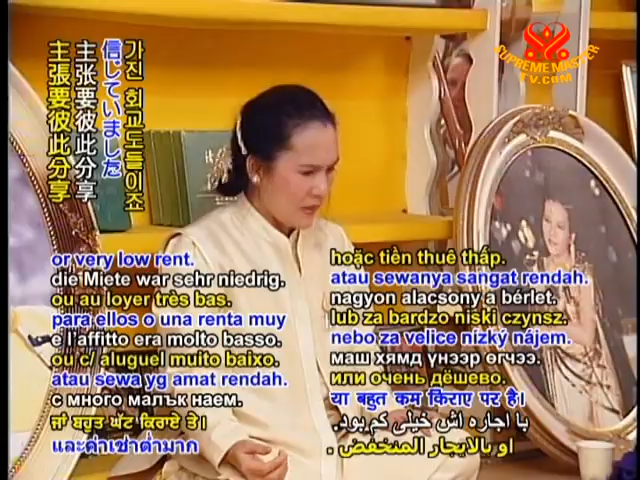 SUPREME MASTER
TV.COM
主張要彼此分享
主张要彼此分享
信じていました
가진 회교도들이죠
or very low rent.
die Miete war sehr niedrig.
ou au loyer très bas.
para ellos o una renta muy
e l'affitto era molto basso.
ou c/ aluguel muito baixo.
atau sewa yg amat rendah.
с много малък наем.
ਜਾਂ ਬਹੁਤ ਘੱਟ ਕਿਰਾਏ ਤੇ।
และค่าเช่าต่ำมาก
hoặc tiền thuê thấp.
atau sewanya sangat rendah.
nagyon alacsony a bérlet.
lub za bardzo niski czynsz.
nebo za velice nízký nájem.
маш хямд үнээр өгчээ.
или очень дёшево.
या बहुत कम किराए पर है।
با اجاره اش خیلی کم بود.
او بالايجار المنخفض .